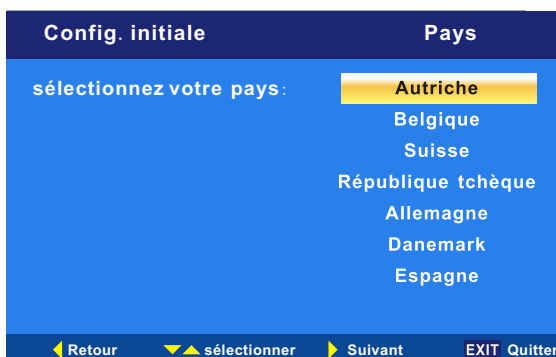 Config. initiale Pays
sélectionnez votre pays: Autriche
Belgique
Suisse
République tchèque
Allemagne
Danemark
Espagne
Retour sélectionner Suivant EXIT Quitter